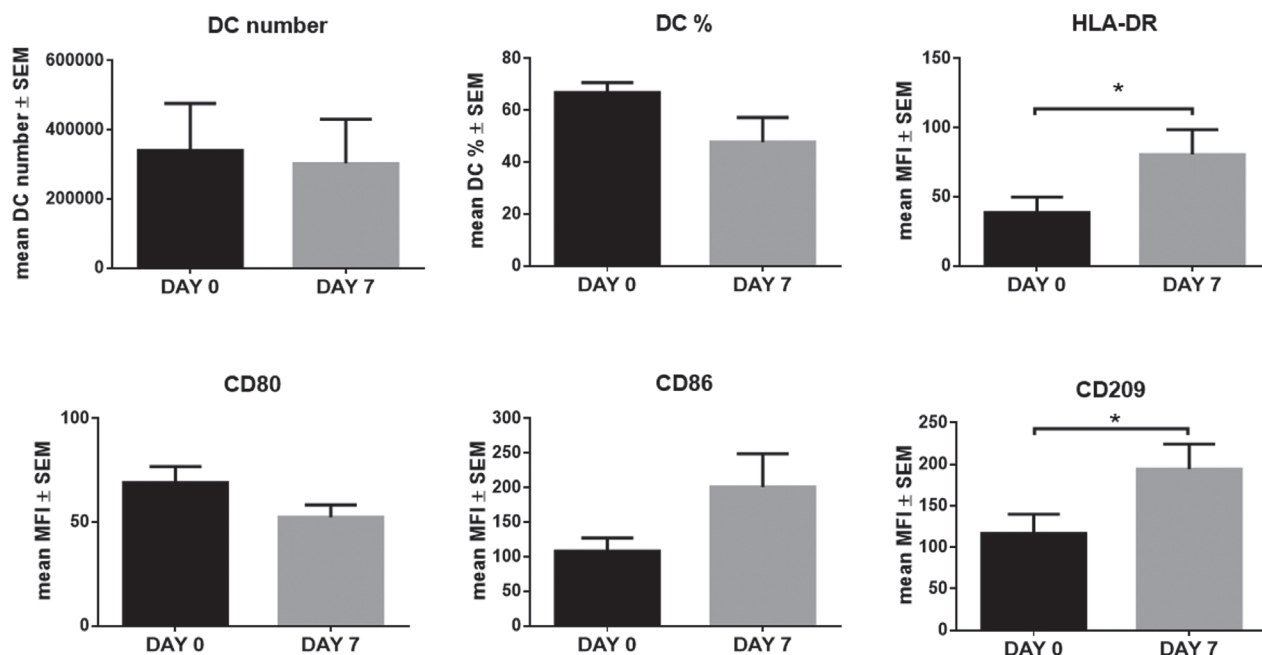 DC number
mean DC number ± SEM
600000
400000
200000
0
DAY 0 DAY 7
DC %
mean DC % ± SEM
80
60
40
20
0
DAY 0 DAY 7
HLA-DR
mean MFI ± SEM
150
100
50
0
*
DAY 0 DAY 7
CD80
mean MFI ± SEM
100
50
0
DAY 0 DAY 7
CD86
mean MFI ± SEM
300
250
200
150
100
50
0
DAY 0 DAY 7
CD209
mean MFI ± SEM
250
200
150
100
50
0
*
DAY 0 DAY 7